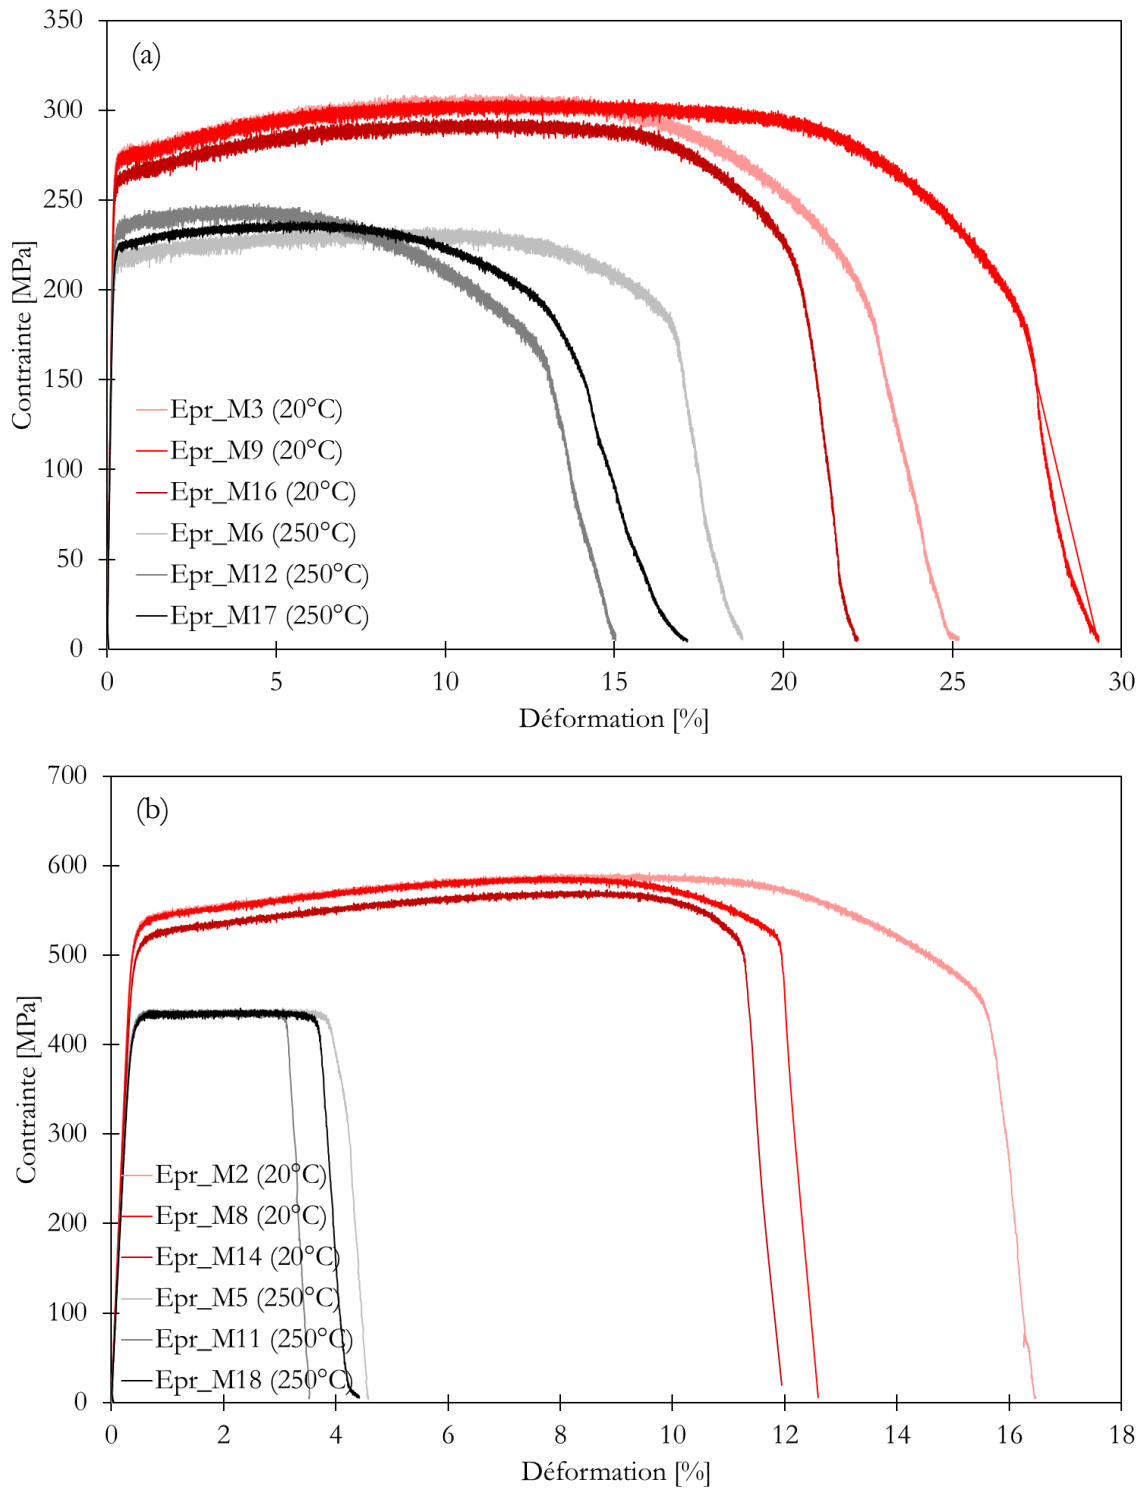 (a)
350
300
250
200
150
100
50
0
Contrainte [MPa]
Epr_M3 (20°C)
Epr_M9 (20°C)
Epr_M16 (20°C)
Epr_M6 (250°C)
Epr_M12 (250°C)
Epr_M17 (250°C)
0 5 10 15 20 25 30
Déformation [%]
(b)
700
600
500
400
300
200
100
0
Contrainte [MPa]
Epr_M2 (20°C)
Epr_M8 (20°C)
Epr_M14 (20°C)
Epr_M5 (250°C)
Epr_M11 (250°C)
Epr_M18 (250°C)
0 2 4 6 8 10 12 14 16 18
Déformation [%]